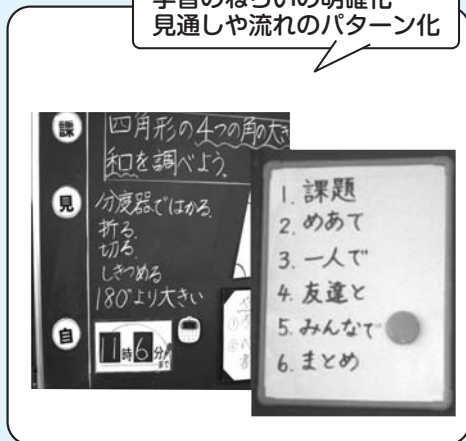 学習のねらいの明確化
見通しや流れのパターン化
課
四角形の4つの角の大き
和を調べよう。
見
分度器ではかる
折る
切る
しきつめる
180°より大きい
自
11時6分
まで
1. 課題
2. めあて
3. 一人で
4. 友達と
5. みんなで
6. まとめ